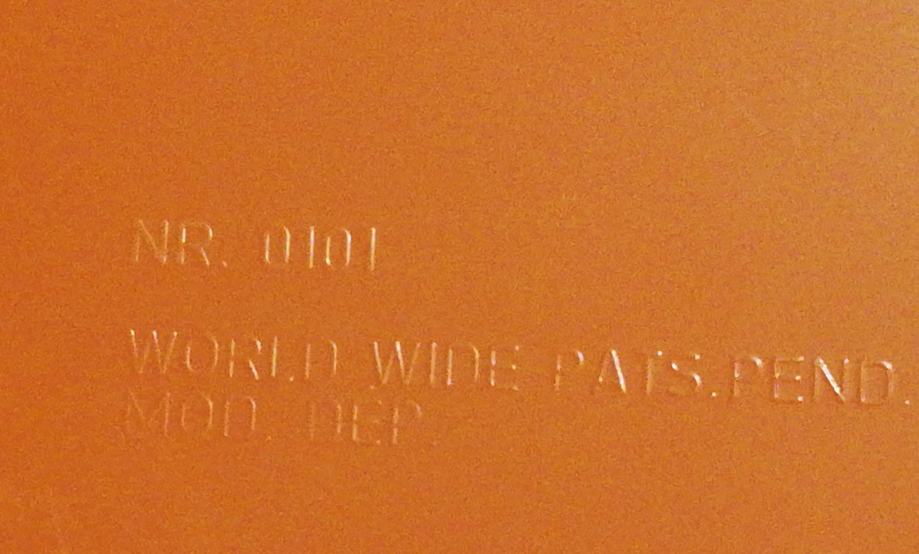 NR. 0101
WORLD WIDE PATS.PEND.
MOD. DEP.